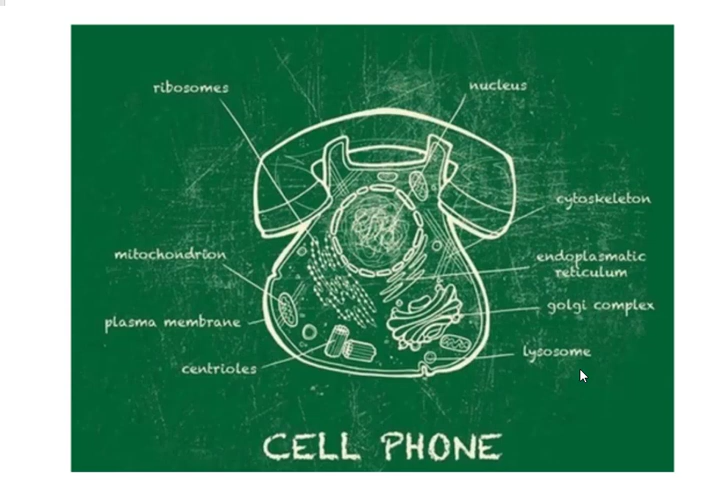 ribosomes
nucleus
cytoskeleton
mitochondrion
endoplasmatic
reticulum
golgi complex
plasma membrane
lysosome
centrioles
CELL PHONE